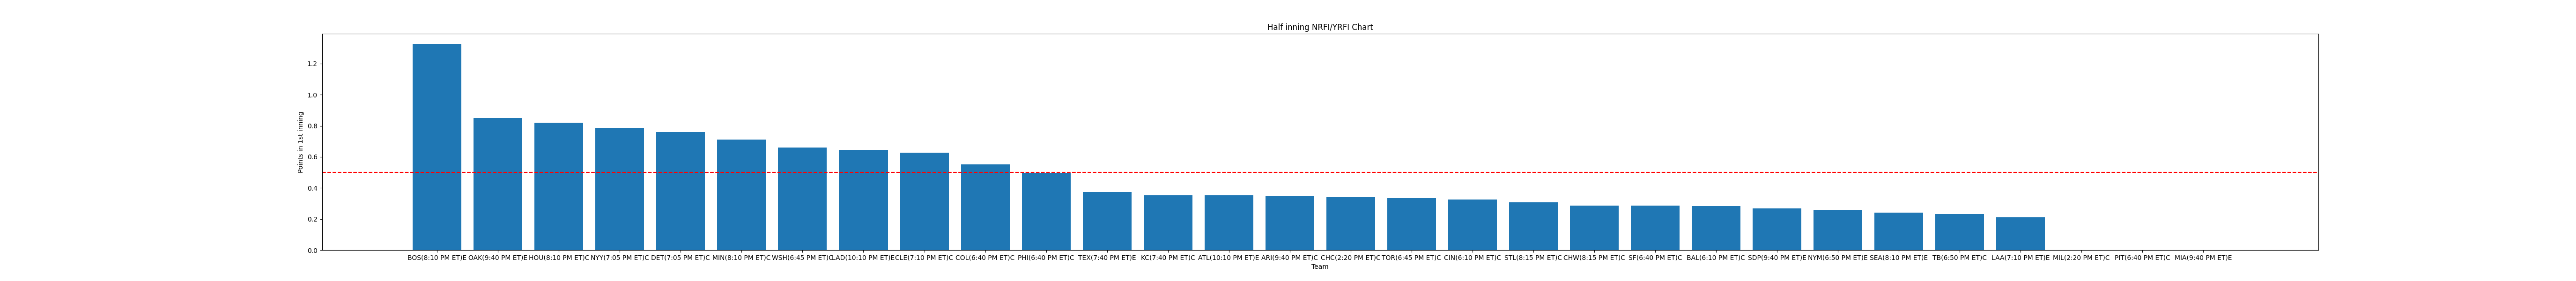 Half inning NRFI/YRFI Chart
Points in 1st inning
1.2
1.0
0.8
0.6
0.4
0.2
0.0
BOS(8:10 PM ET)E OAK(9:40 PM ET)E HOU(8:10 PM ET)C NYY(7:05 PM ET)C DET(7:05 PM ET)C MIN(8:10 PM ET)C WSH(6:45 PM ET)C LAD(10:10 PM ET)E CLE(7:10 PM ET)C COL(6:40 PM ET)C PHI(6:40 PM ET)C TEX(7:40 PM ET)E KC(7:40 PM ET)C ATL(10:10 PM ET)E ARI(9:40 PM ET)C CHC(2:20 PM ET)C TOR(6:45 PM ET)C CIN(6:10 PM ET)C STL(8:15 PM ET)C CHW(8:15 PM ET)C SF(6:40 PM ET)C BAL(6:10 PM ET)C SDP(9:40 PM ET)E NYM(6:50 PM ET)E SEA(8:10 PM ET)E TB(6:50 PM ET)C LAA(7:10 PM ET)E MIL(2:20 PM ET)C PIT(6:40 PM ET)C MIA(9:40 PM ET)E
Team